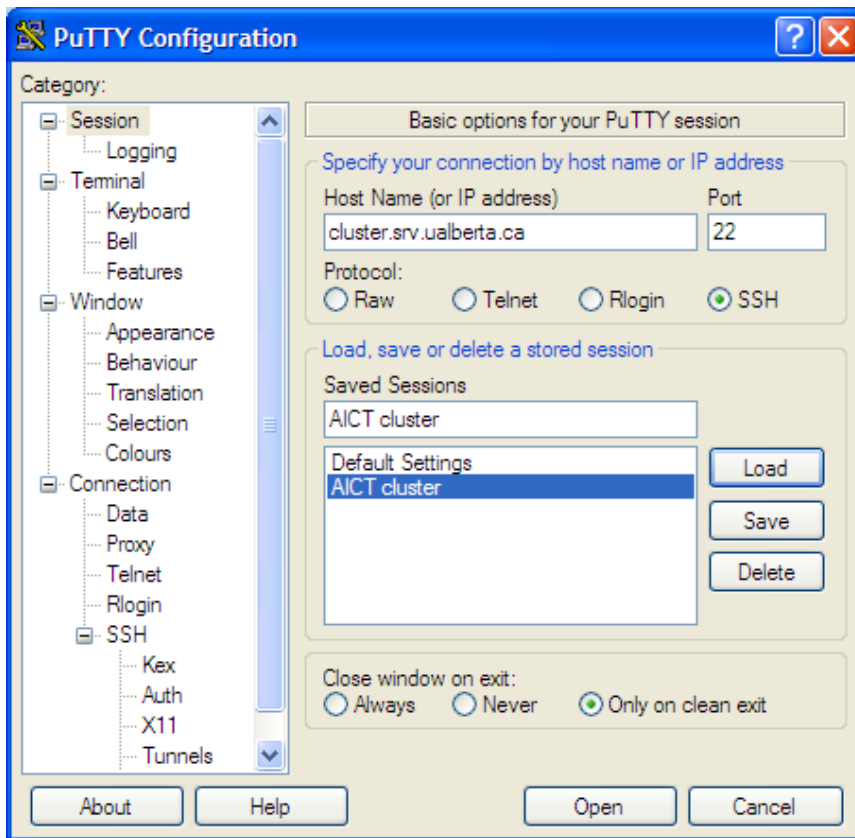 PuTTY Configuration
Category:
Session
Logging
Terminal
Keyboard
Bell
Features
Window
Appearance
Behaviour
Translation
Selection
Colours
Connection
Data
Proxy
Telnet
Rlogin
SSH
Kex
Auth
X11
Tunnels
Basic options for your PuTTY session
Specify your connection by host name or IP address
Host Name (or IP address) Port
cluster.srv.ualberta.ca 22
Protocol:
Raw Telnet Rlogin SSH
Load, save or delete a stored session
Saved Sessions
AICT cluster
Default Settings
AICT cluster
Load
Save
Delete
Close window on exit:
Always Never Only on clean exit
About Help Open Cancel